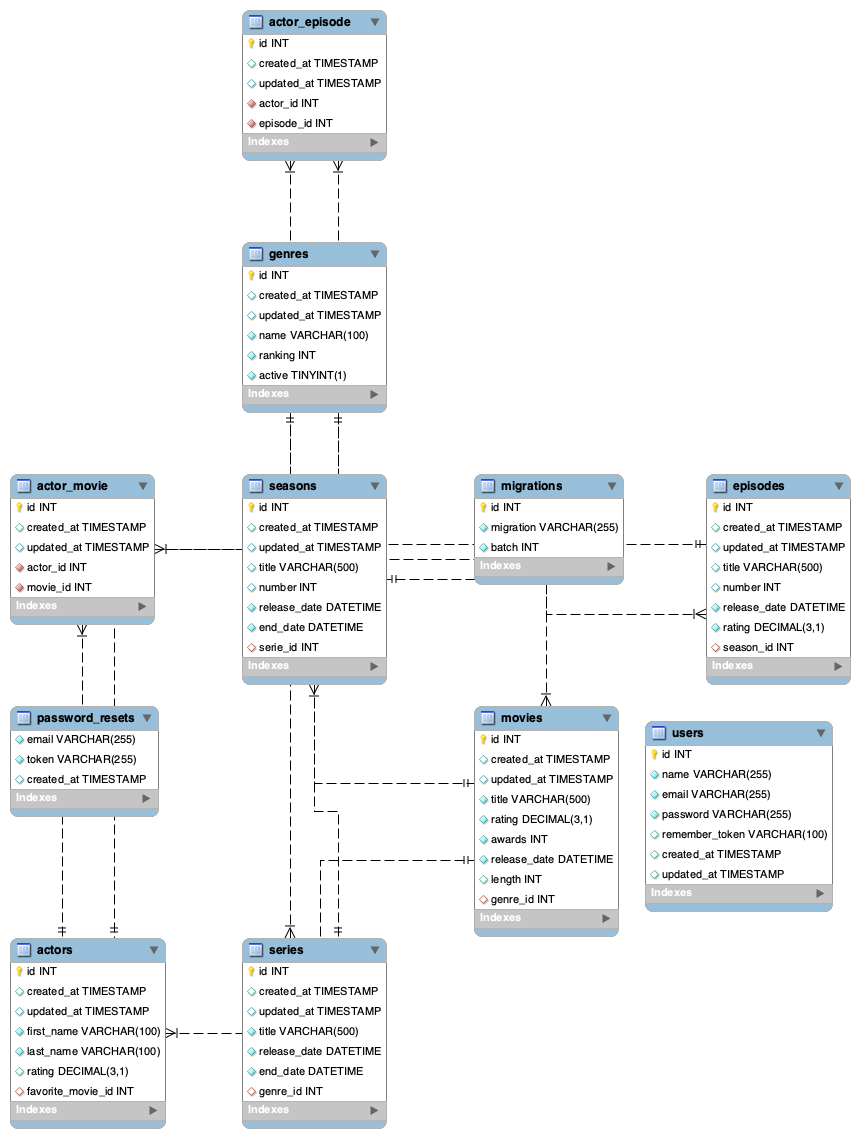 actor_episode
id INT
created_at TIMESTAMP
updated_at TIMESTAMP
actor_id INT
episode_id INT
Indexes
genres
id INT
created_at TIMESTAMP
updated_at TIMESTAMP
name VARCHAR(100)
ranking INT
active TINYINT(1)
Indexes
actor_movie
id INT
created_at TIMESTAMP
updated_at TIMESTAMP
actor_id INT
movie_id INT
Indexes
seasons
id INT
created_at TIMESTAMP
updated_at TIMESTAMP
title VARCHAR(500)
number INT
release_date DATETIME
end_date DATETIME
serie_id INT
Indexes
migrations
id INT
migration VARCHAR(255)
batch INT
Indexes
episodes
id INT
created_at TIMESTAMP
updated_at TIMESTAMP
title VARCHAR(500)
number INT
release_date DATETIME
rating DECIMAL(3,1)
season_id INT
Indexes
password_resets
email VARCHAR(255)
token VARCHAR(255)
created_at TIMESTAMP
Indexes
movies
id INT
created_at TIMESTAMP
updated_at TIMESTAMP
title VARCHAR(500)
rating DECIMAL(3,1)
awards INT
release_date DATETIME
length INT
genre_id INT
Indexes
users
id INT
name VARCHAR(255)
email VARCHAR(255)
password VARCHAR(255)
remember_token VARCHAR(100)
created_at TIMESTAMP
updated_at TIMESTAMP
Indexes
actors
id INT
created_at TIMESTAMP
updated_at TIMESTAMP
first_name VARCHAR(100)
last_name VARCHAR(100)
rating DECIMAL(3,1)
favorite_movie_id INT
Indexes
series
id INT
created_at TIMESTAMP
updated_at TIMESTAMP
title VARCHAR(500)
release_date DATETIME
end_date DATETIME
genre_id INT
Indexes